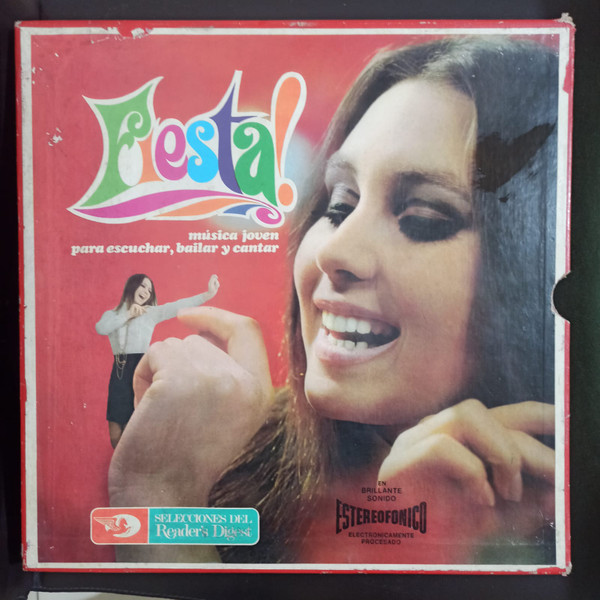 Fiesta!
música joven
para escuchar, bailar y cantar
SELECCIONES DEL
Reader's Digest
EN
BRILLANTE
SONIDO
ESTEREOFONICO
ELECTRONICAMENTE
PROCESADO